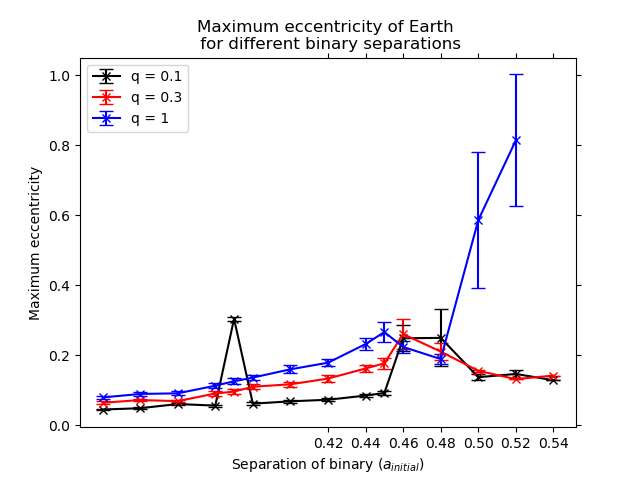 Maximum eccentricity of Earth
for different binary separations
q = 0.1
q = 0.3
q = 1
Maximum eccentricity
1.0
0.8
0.6
0.4
0.2
0.0
0.42 0.44 0.46 0.48 0.50 0.52 0.54
Separation of binary (a_{initial})